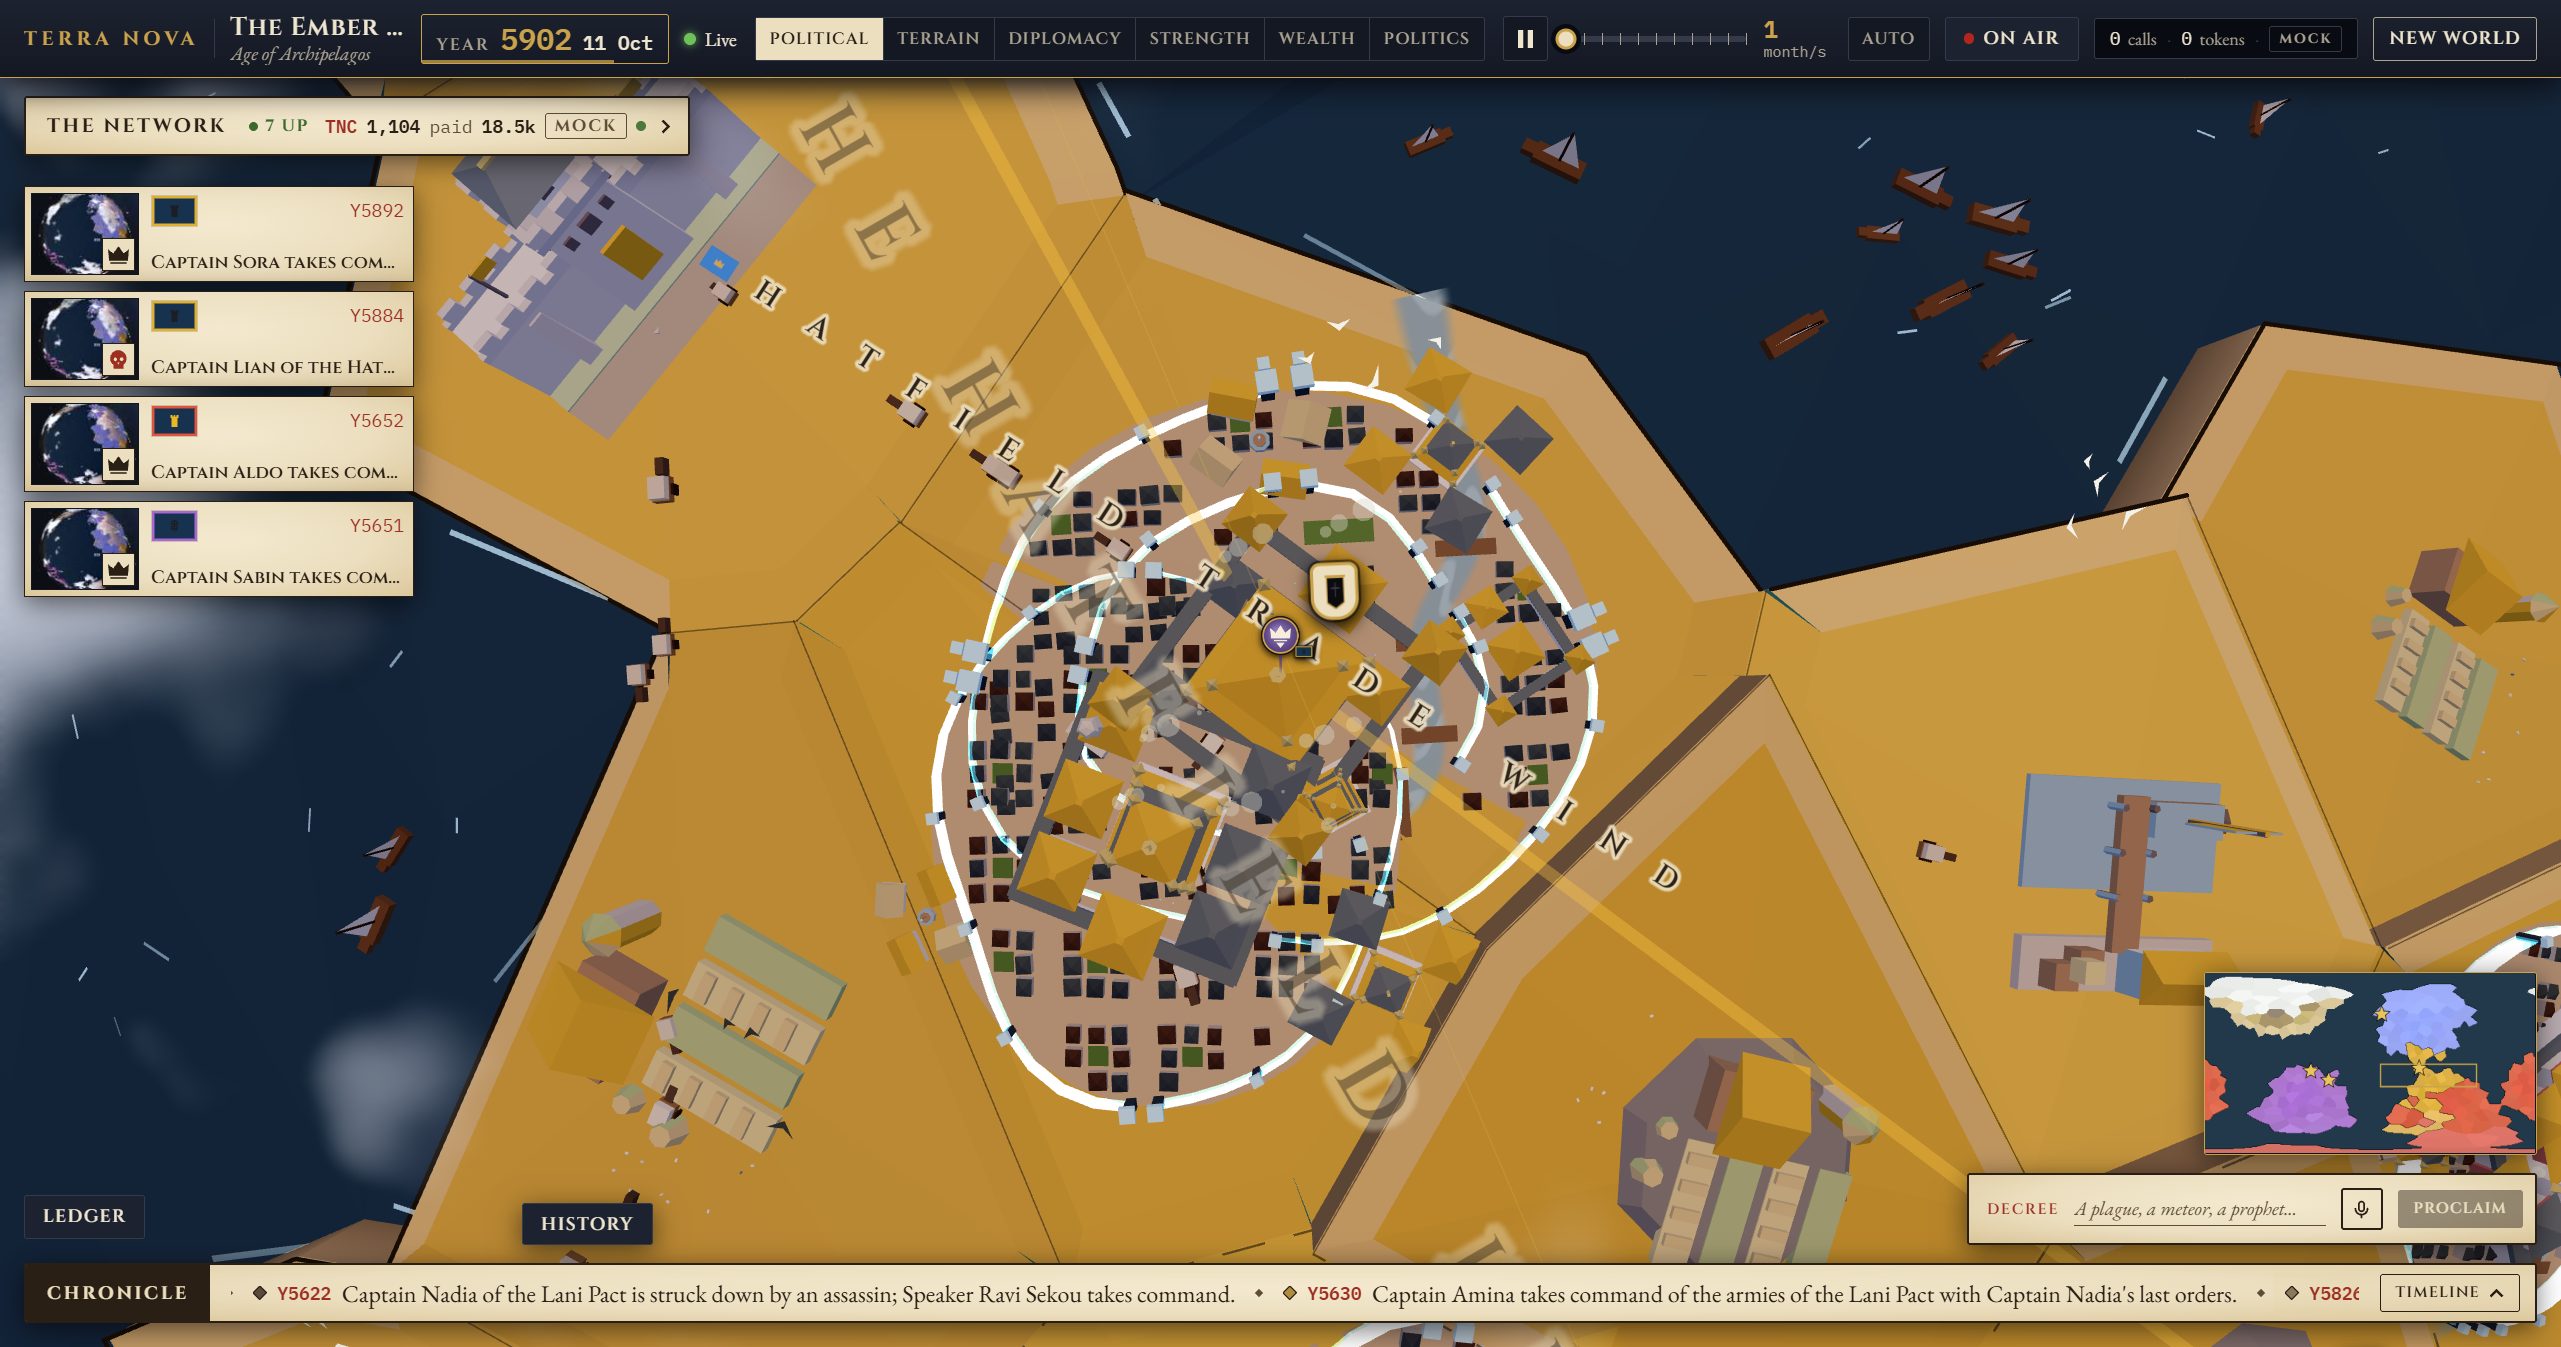 TERRA NOVA
THE EMBER ...
Age of Archipelagos
YEAR 5902 11 Oct
Live
POLITICAL
TERRAIN
DIPLOMACY
STRENGTH
WEALTH
POLITICS
1
month/s
AUTO
ON AIR
0 calls · 0 tokens ·
MOCK
NEW WORLD
THE NETWORK
7 UP
TNC 1,104 paid 18.5k
MOCK
Y5892
CAPTAIN SORA TAKES COM...
Y5884
CAPTAIN LIAN OF THE HAT...
Y5652
CAPTAIN ALDO TAKES COM...
Y5651
CAPTAIN SABIN TAKES COM...
HATFIELD TRADEWIND
LEDGER
HISTORY
DECREE
A plague, a meteor, a prophet...
PROCLAIM
CHRONICLE
Y5622 Captain Nadia of the Lani Pact is struck down by an assassin; Speaker Ravi Sekou takes command.
Y5630 Captain Amina takes command of the armies of the Lani Pact with Captain Nadia's last orders.
TIMELINE